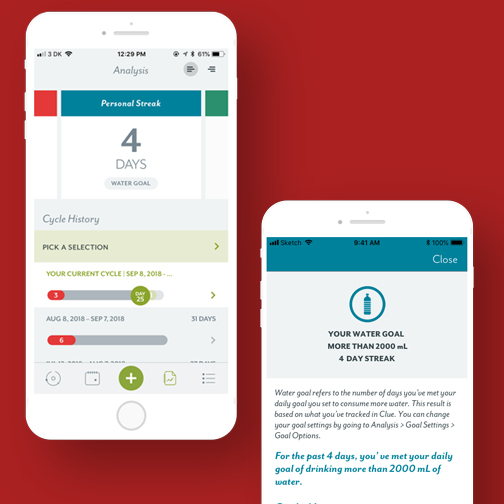 3 DK 12:29 PM 61%
Analysis
Personal Streak
4
DAYS
WATER GOAL
Cycle History
PICK A SELECTION
YOUR CURRENT CYCLE | SEP 8, 2018 - ...
3 DAY 25
AUG 8, 2018 - SEP 7, 2018 31 DAYS
6
Sketch 9:41 AM 100%
Close
YOUR WATER GOAL
MORE THAN 2000 mL
4 DAY STREAK
Water goal refers to the number of days you've met your
daily goal you set to consume more water. This result is
based on what you've tracked in Clue. You can change
your goal settings by going to Analysis > Goal Settings >
Goal Options.
For the past 4 days, you' ve met your daily
goal of drinking more than 2000 mL of
water.